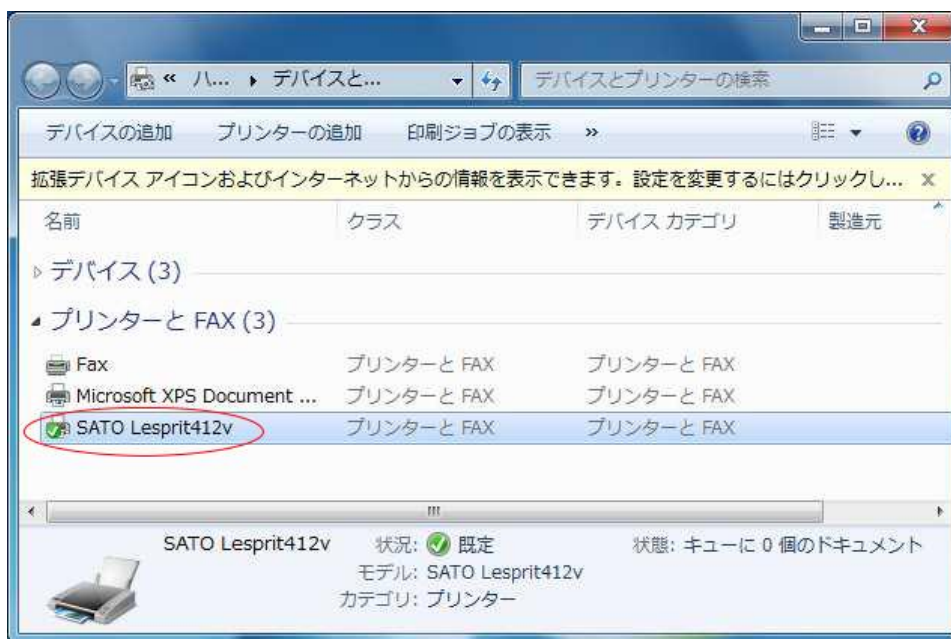 « ハ... ▸ デバイスと... デバイスとプリンターの検索
デバイスの追加 プリンターの追加 印刷ジョブの表示 »
拡張デバイス アイコンおよびインターネットからの情報を表示できます。設定を変更するにはクリックし...
名前 クラス デバイス カテゴリ 製造元
デバイス (3)
プリンターと FAX (3)
Fax プリンターと FAX プリンターと FAX
Microsoft XPS Document ... プリンターと FAX プリンターと FAX
SATO Lesprit412v プリンターと FAX プリンターと FAX
SATO Lesprit412v 状況: 既定 状態: キューに 0 個のドキュメント
モデル: SATO Lesprit412v
カテゴリ: プリンター